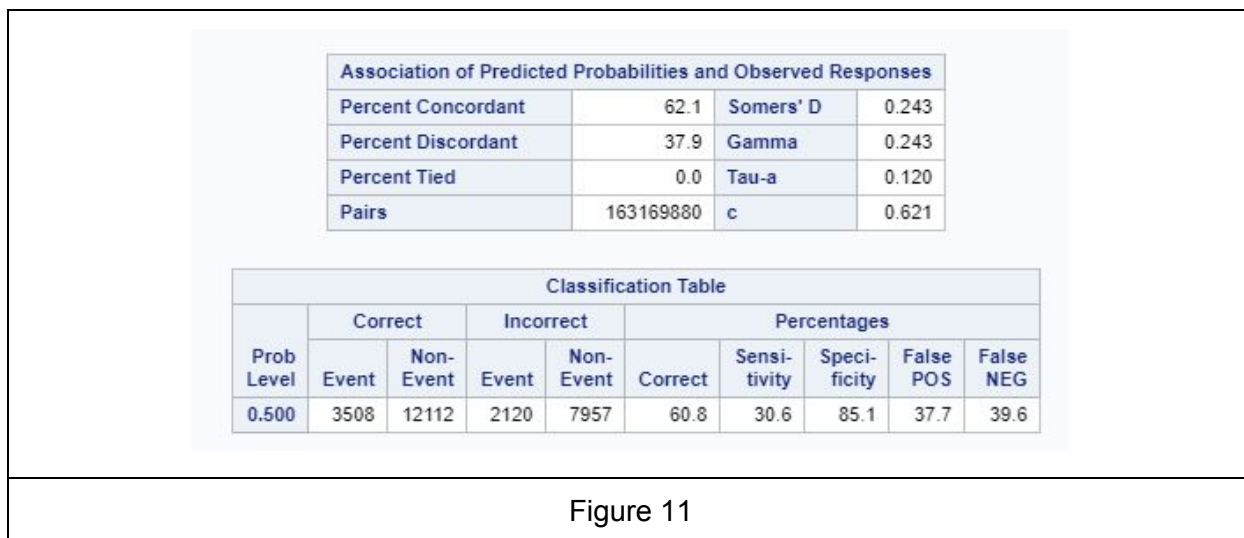 Association of Predicted Probabilities and Observed Responses
Percent Concordant 62.1 Somers' D 0.243
Percent Discordant 37.9 Gamma 0.243
Percent Tied 0.0 Tau-a 0.120
Pairs 163169880 c 0.621
Classification Table
Correct Incorrect Percentages
Prob Level Event Non-Event Event Non-Event Correct Sensi-tivity Speci-ficity False POS False NEG
0.500 3508 12112 2120 7957 60.8 30.6 85.1 37.7 39.6
Figure 11